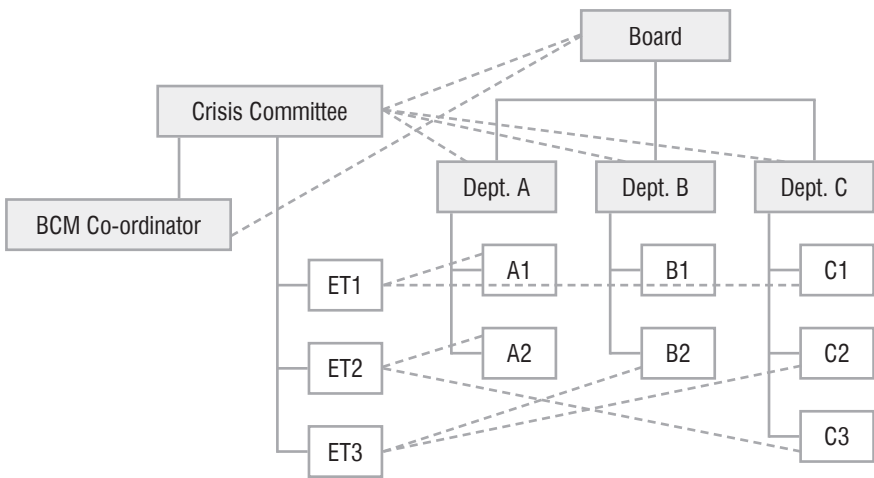 Board
Crisis Committee
Dept. A
Dept. B
Dept. C
BCM Co-ordinator
ET1
A1
B1
C1
ET2
A2
B2
C2
ET3
C3